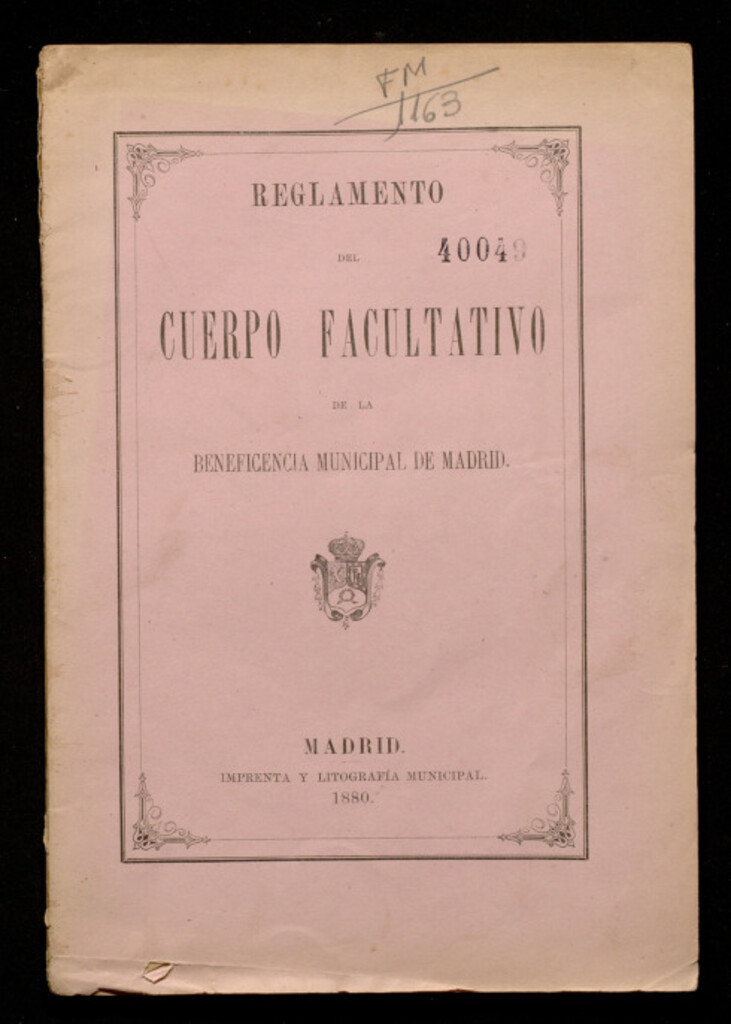 FM
1163
REGLAMENTO
DEL
40049
CUERPO FACULTATIVO
DE LA
BENEFICENCIA MUNICIPAL DE MADRID.
MADRID.
IMPRENTA Y LITOGRAFÍA MUNICIPAL.
1880.